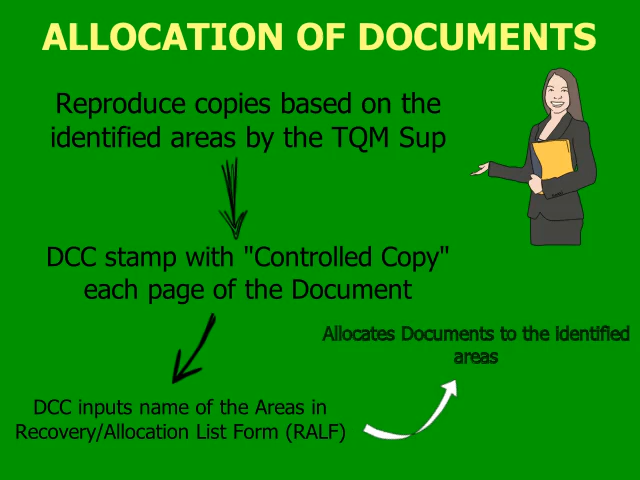 ALLOCATION OF DOCUMENTS
Reproduce copies based on the
identified areas by the TQM Sup
DCC stamp with "Controlled Copy"
each page of the Document
DCC inputs name of the Areas in
Recovery/Allocation List Form (RALF)
Allocates Documents to the identified
areas